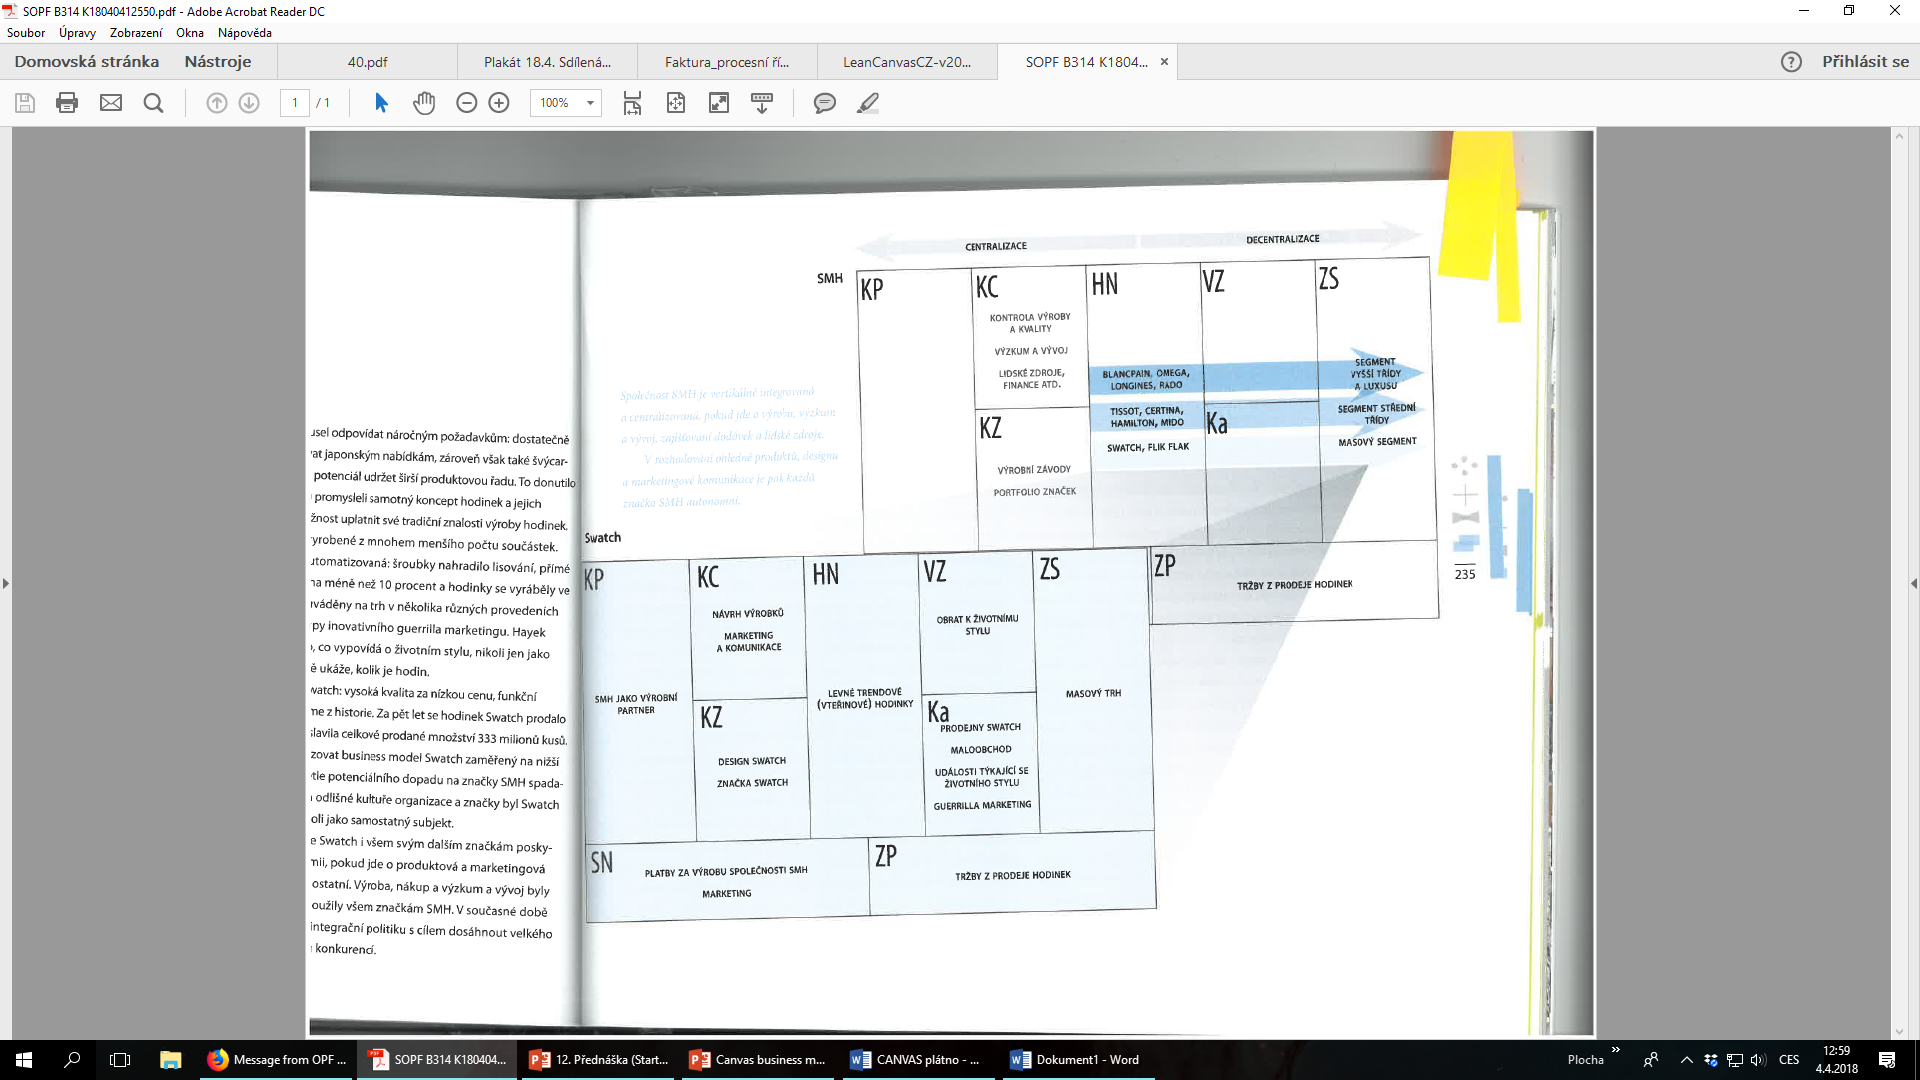 SOPF B314 K18040412550.pdf - Adobe Acrobat Reader DC
Soubor Úpravy Zobrazení Okna Nápověda
Domovská stránka Nástroje 40.pdf Plakát 18.4. Sdílená... Faktura_procesní ří... LeanCanvasCZ-v20... SOPF B314 K1804... × Přihlásit se
1 / 1 100%
usel odpovídat náročným požadavkům: dostatečně
vat japonským nabídkám, zároveň však také švýcar-
potenciál udržet širší produktovou řadu. To donutilo
promysleli samotný koncept hodinek a jejich
žnost uplatnit své tradiční znalosti výroby hodinek.
vyrobené z mnohem menšího počtu součástek.
utomatizovaná: šroubky nahradilo lisování, přímé
na méně než 10 procent a hodinky se vyráběly ve
váděny na trh v několika různých provedeních
py inovativního guerrilla marketingu. Hayek
, co vypovídá o životním stylu, nikoli jen jako
ě ukáže, kolik je hodin.
watch: vysoká kvalita za nízkou cenu, funkční
me z historie. Za pět let se hodinek Swatch prodalo
slavila celkové prodané množství 333 milionů kusů.
zovat business model Swatch zaměřený na nižší
tie potenciálního dopadu na značky SMH spada-
odlišné kultuře organizace a značky byl Swatch
oli jako samostatný subjekt.
e Swatch i všem svým dalším značkám posky-
mii, pokud jde o produktová a marketingová
ostatní. Výroba, nákup a výzkum a vývoj byly
oužily všem značkám SMH. V současné době
integrační politiku s cílem dosáhnout velkého
konkurencí.
Společnost SMH je vertikálně integrovaná
a centralizovaná, pokud jde o výrobu, výzkum
a vývoj, zajišťování dodávek a lidské zdroje.
V rozhodování ohledně produktů, designu
a marketingové komunikace je pak každá
značka SMH autonomní.
CENTRALIZACE DECENTRALIZACE
SMH
KP
KC
KONTROLA VÝROBY
A KVALITY
VÝZKUM A VÝVOJ
LIDSKÉ ZDROJE,
FINANCE ATD.
KZ
VÝROBNÍ ZÁVODY
PORTFOLIO ZNAČEK
HN
BLANCPAIN, OMEGA,
LONGINES, RADO
TISSOT, CERTINA,
HAMILTON, MIDO
SWATCH, FLIK FLAK
VZ
Ka
ZS
SEGMENT
VYŠŠÍ TŘÍDY
A LUXUSU
SEGMENT STŘEDNÍ
TŘÍDY
MASOVÝ SEGMENT
ZP
TRŽBY Z PRODEJE HODINEK
235
Swatch
KP
SMH JAKO VÝROBNÍ
PARTNER
KC
NÁVRH VÝROBKŮ
MARKETING
A KOMUNIKACE
KZ
DESIGN SWATCH
ZNAČKA SWATCH
HN
LEVNÉ TRENDOVÉ
(VTEŘINOVÉ) HODINKY
VZ
OBRAT K ŽIVOTNÍMU
STYLU
Ka
PRODEJNY SWATCH
MALOOBCHOD
UDÁLOSTI TÝKAJÍCÍ SE
ŽIVOTNÍHO STYLU
GUERRILLA MARKETING
ZS
MASOVÝ TRH
SN
PLATBY ZA VÝROBU SPOLEČNOSTI SMH
MARKETING
ZP
TRŽBY Z PRODEJE HODINEK
Message from OPF ... SOPF B314 K180404... 12. Přednáška (Start... Canvas business m... CANVAS plátno - ... Dokument1 - Word Plocha » CES 12:59
4.4.2018